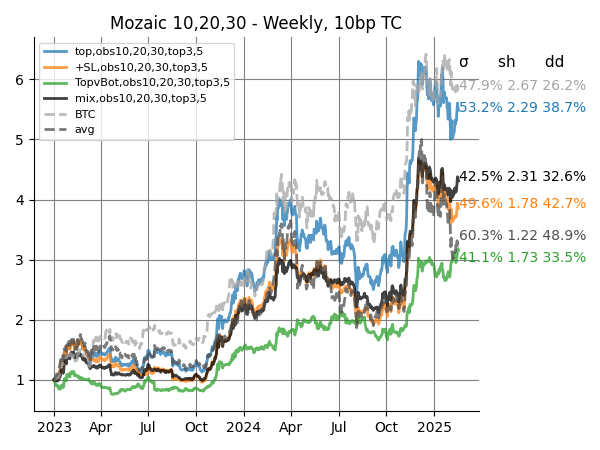 Mozaic 10,20,30 - Weekly, 10bp TC
top,obs10,20,30,top3,5
+SL,obs10,20,30,top3,5
TopvBot,obs10,20,30,top3,5
mix,obs10,20,30,top3,5
BTC
avg
σ sh dd
47.9% 2.67 26.2%
53.2% 2.29 38.7%
42.5% 2.31 32.6%
49.6% 1.78 42.7%
60.3% 1.22 48.9%
41.1% 1.73 33.5%
6
5
4
3
2
1
2023 Apr Jul Oct 2024 Apr Jul Oct 2025